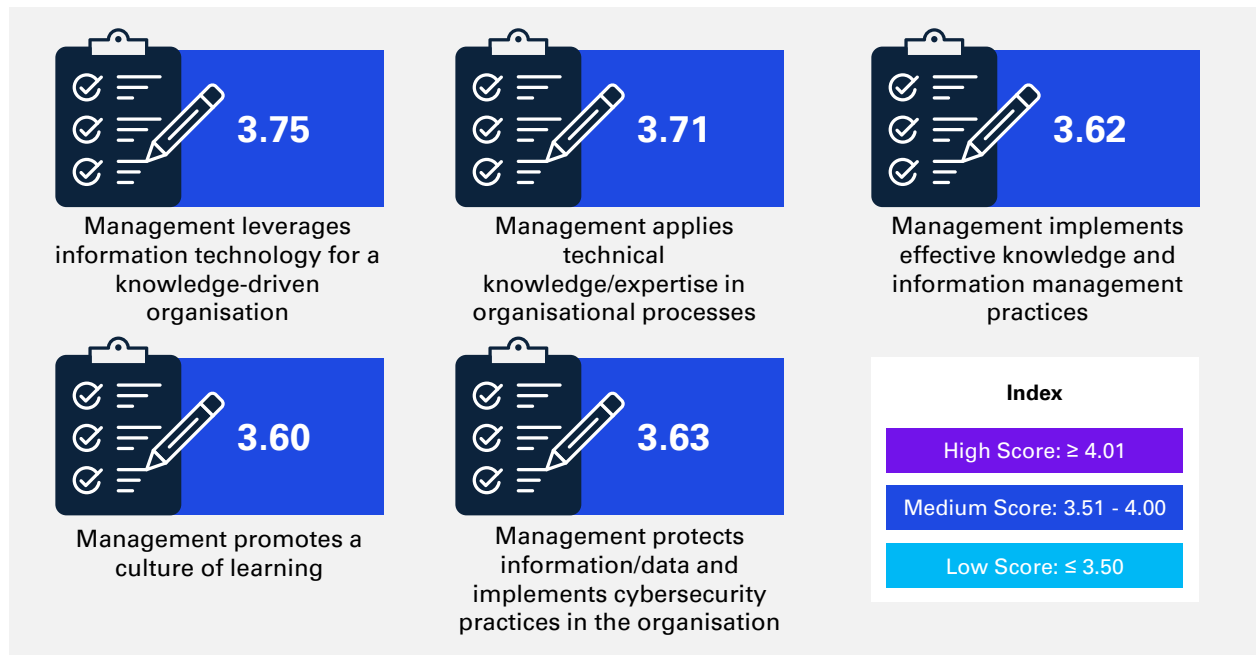 3.75
Management leverages
information technology for a
knowledge-driven
organisation
3.71
Management applies
technical
knowledge/expertise in
organisational processes
3.62
Management implements
effective knowledge and
information management
practices
3.60
Management promotes a
culture of learning
3.63
Management protects
information/data and
implements cybersecurity
practices in the organisation
Index
High Score: ≥ 4.01
Medium Score: 3.51 - 4.00
Low Score: ≤ 3.50